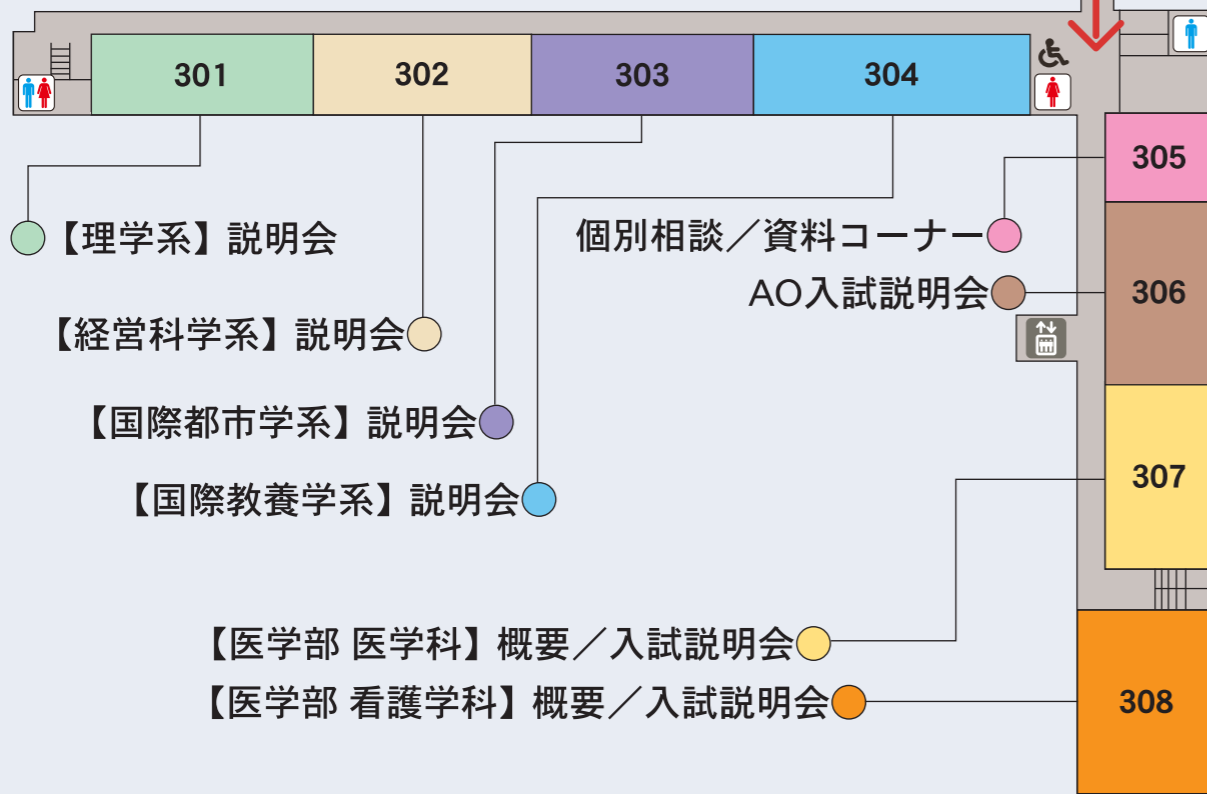 301
302
303
304
305
306
307
308
【理学系】説明会
【経営科学系】説明会
【国際都市学系】説明会
【国際教養学系】説明会
個別相談／資料コーナー
AO入試説明会
【医学部 医学科】概要／入試説明会
【医学部 看護学科】概要／入試説明会